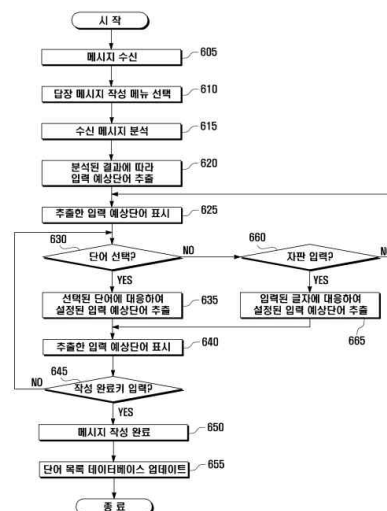 시 작
메시지 수신
605
답장 메시지 작성 메뉴 선택
610
수신 메시지 분석
615
분석된 결과에 따라
입력 예상단어 추출
620
추출한 입력 예상단어 표시
625
630
단어 선택?
NO
660
자판 입력?
NO
YES
YES
선택된 단어에 대응하여
설정된 입력 예상단어 추출
635
입력된 글자에 대응하여
설정된 입력 예상단어 추출
665
추출한 입력 예상단어 표시
640
645
NO
작성 완료키 입력?
YES
메시지 작성 완료
650
단어 목록 데이터베이스 업데이트
655
종 료